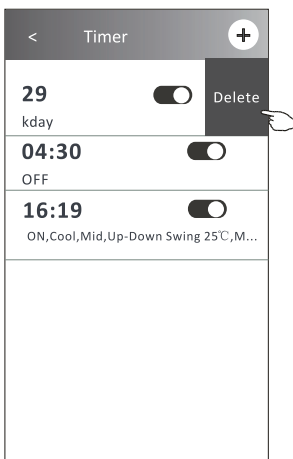 < Timer +
29 Delete
kday
04:30
OFF
16:19
ON,Cool,Mid,Up-Down Swing 25℃,M...